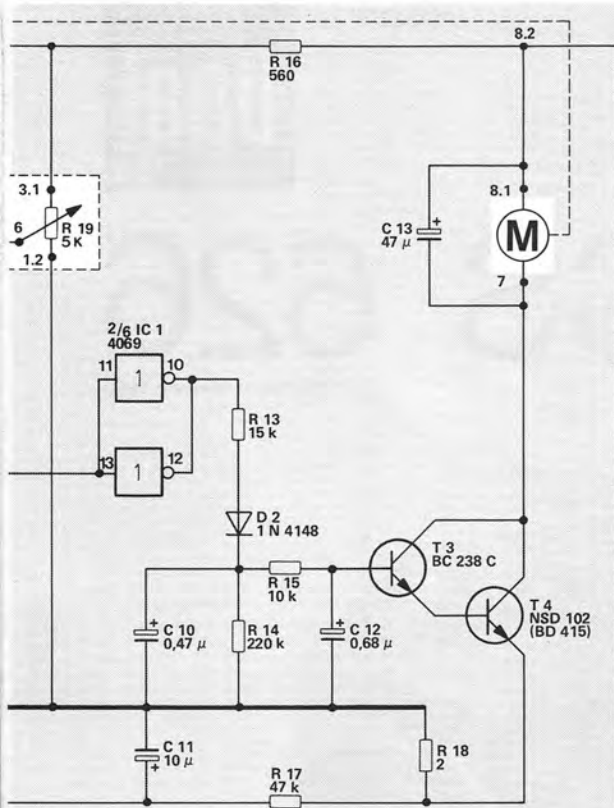 8.2
R 16
560
3.1
8.1
6
R 19
5 K
C 13
47 µ
M
1.2
7
2/6 IC 1
4069
11
1
10
R 13
15 k
13
1
12
D 2
1 N 4148
T 3
BC 238 C
R 15
10 k
T 4
NSD 102
(BD 415)
C 10
0,47 µ
R 14
220 k
C 12
0,68 µ
C 11
10 µ
R 18
2
R 17
47 k